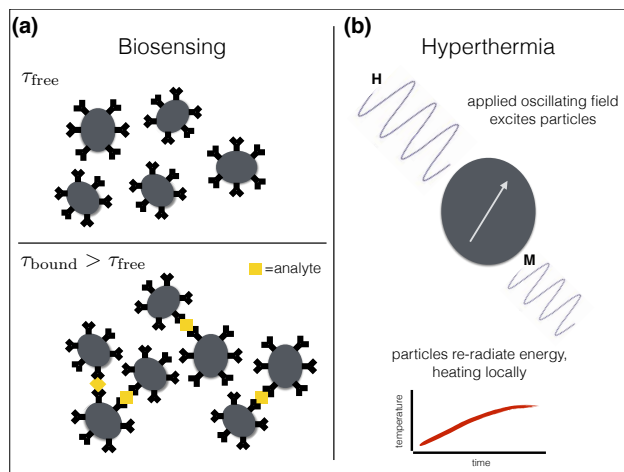 (a)
Biosensing
τfree
τbound > τfree
=analyte
(b)
Hyperthermia
H
applied oscillating field
excites particles
M
particles re-radiate energy,
heating locally
temperature
time